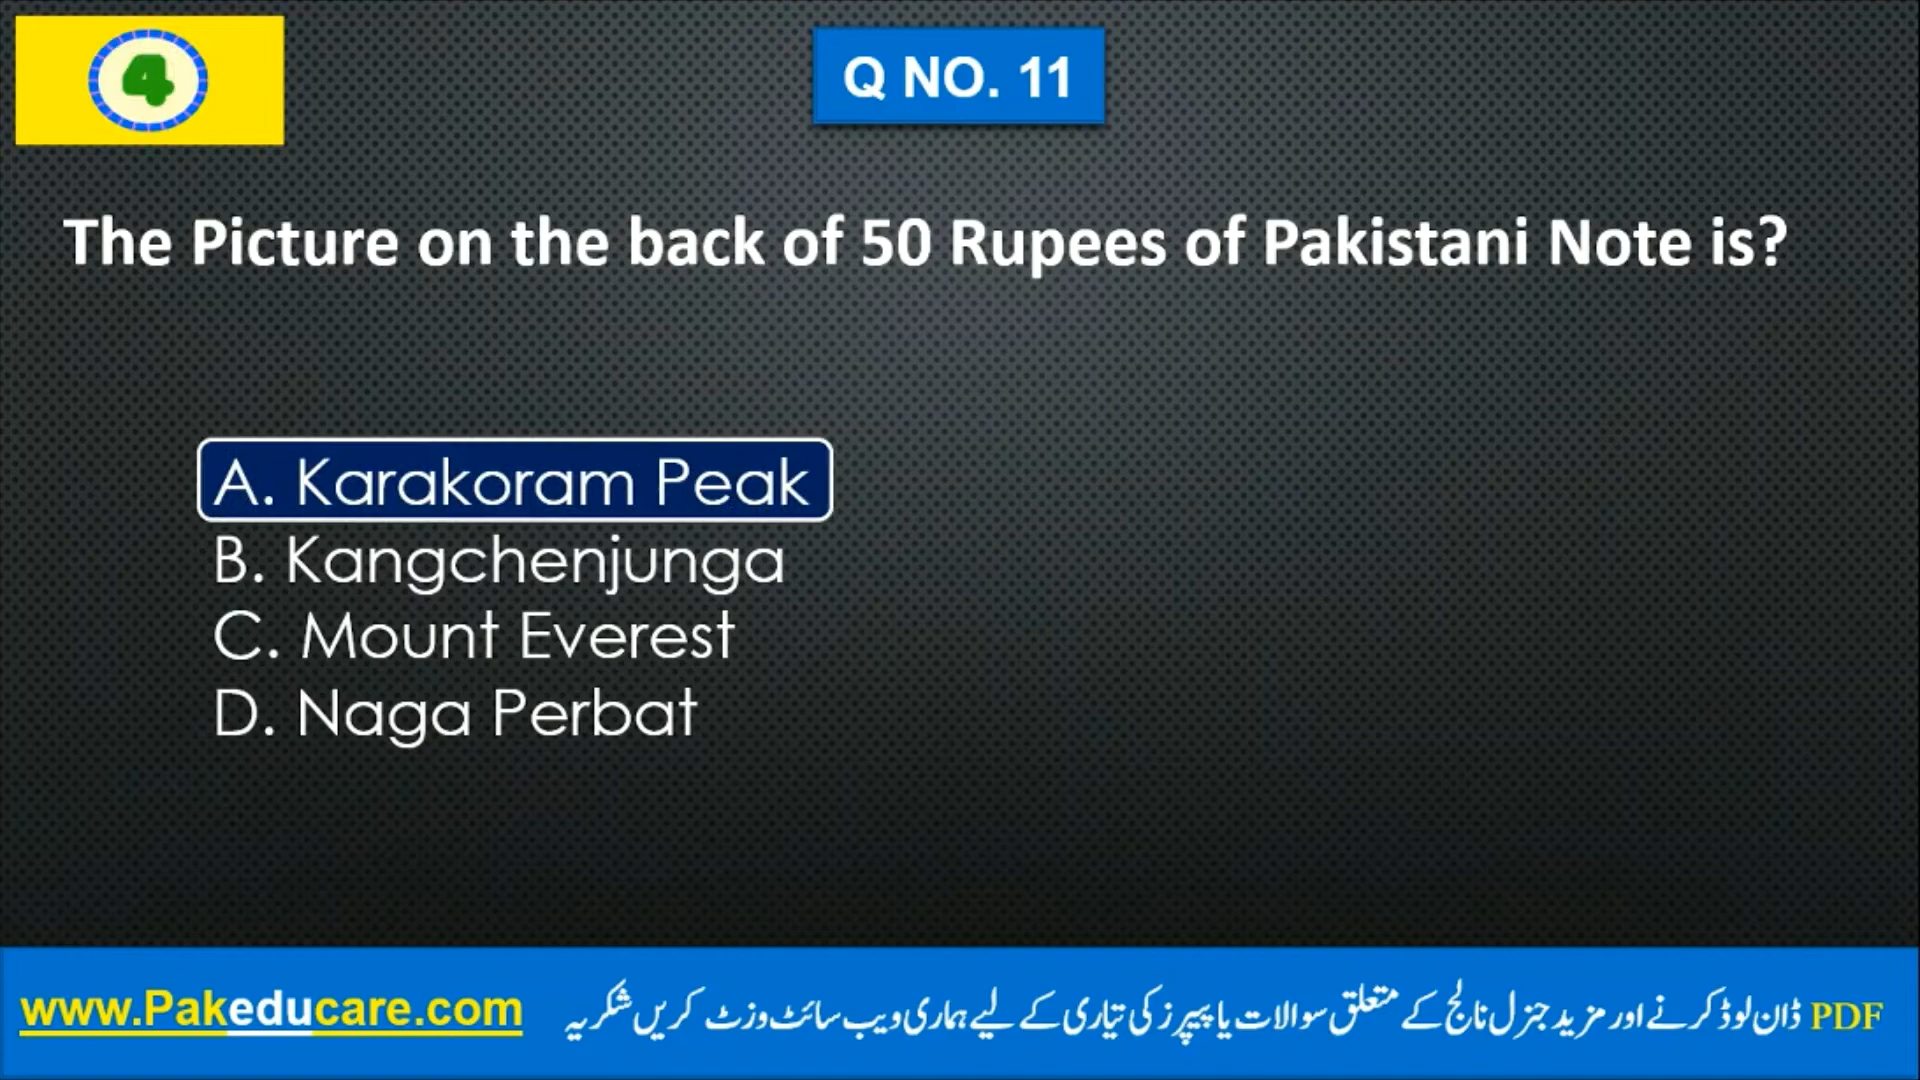 4
Q NO. 11
The Picture on the back of 50 Rupees of Pakistani Note is?
A. Karakoram Peak
B. Kangchenjunga
C. Mount Everest
D. Naga Perbat
www.Pakeducare.com
PDF ڈان لوڈ کرنے اور مزید جنرل نالج کے متعلق سوالات یا پیپرز کی تیاری کے لیے ہماری ویب سائٹ وزٹ کریں شکریہ